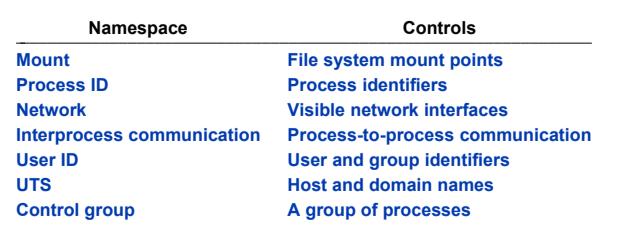 Namespace Controls
Mount File system mount points
Process ID Process identifiers
Network Visible network interfaces
Interprocess communication Process-to-process communication
User ID User and group identifiers
UTS Host and domain names
Control group A group of processes